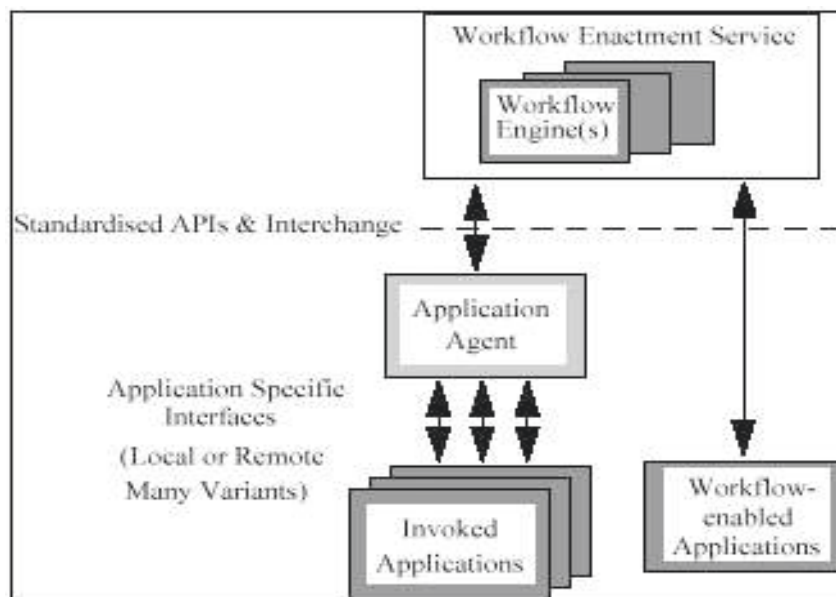 Workflow Enactment Service
Workflow
Engine(s)
Standardised APIs & Interchange
Application
Agent
Application Specific
Interfaces
(Local or Remote
Many Variants)
Invoked
Applications
Workflow-
enabled
Applications